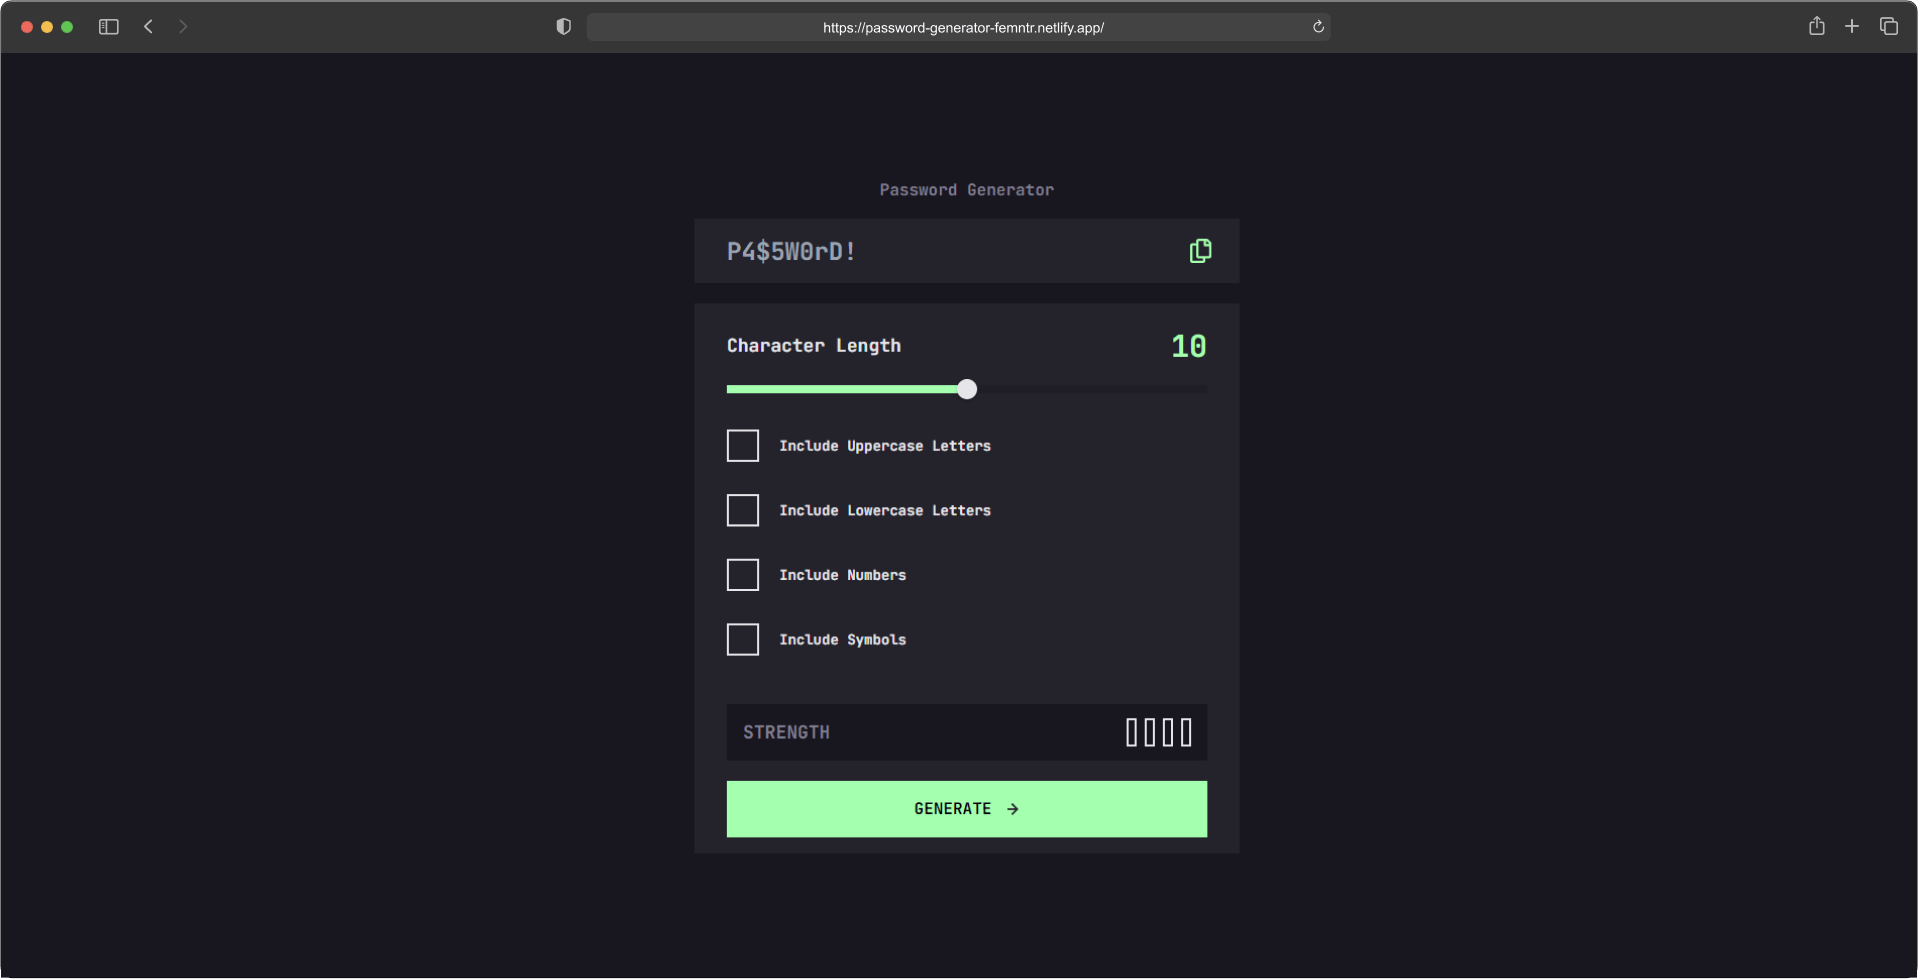 https://password-generator-femntr.netlify.app/
Password Generator
P4$5W0rD!
Character Length 10
Include Uppercase Letters
Include Lowercase Letters
Include Numbers
Include Symbols
STRENGTH
GENERATE →